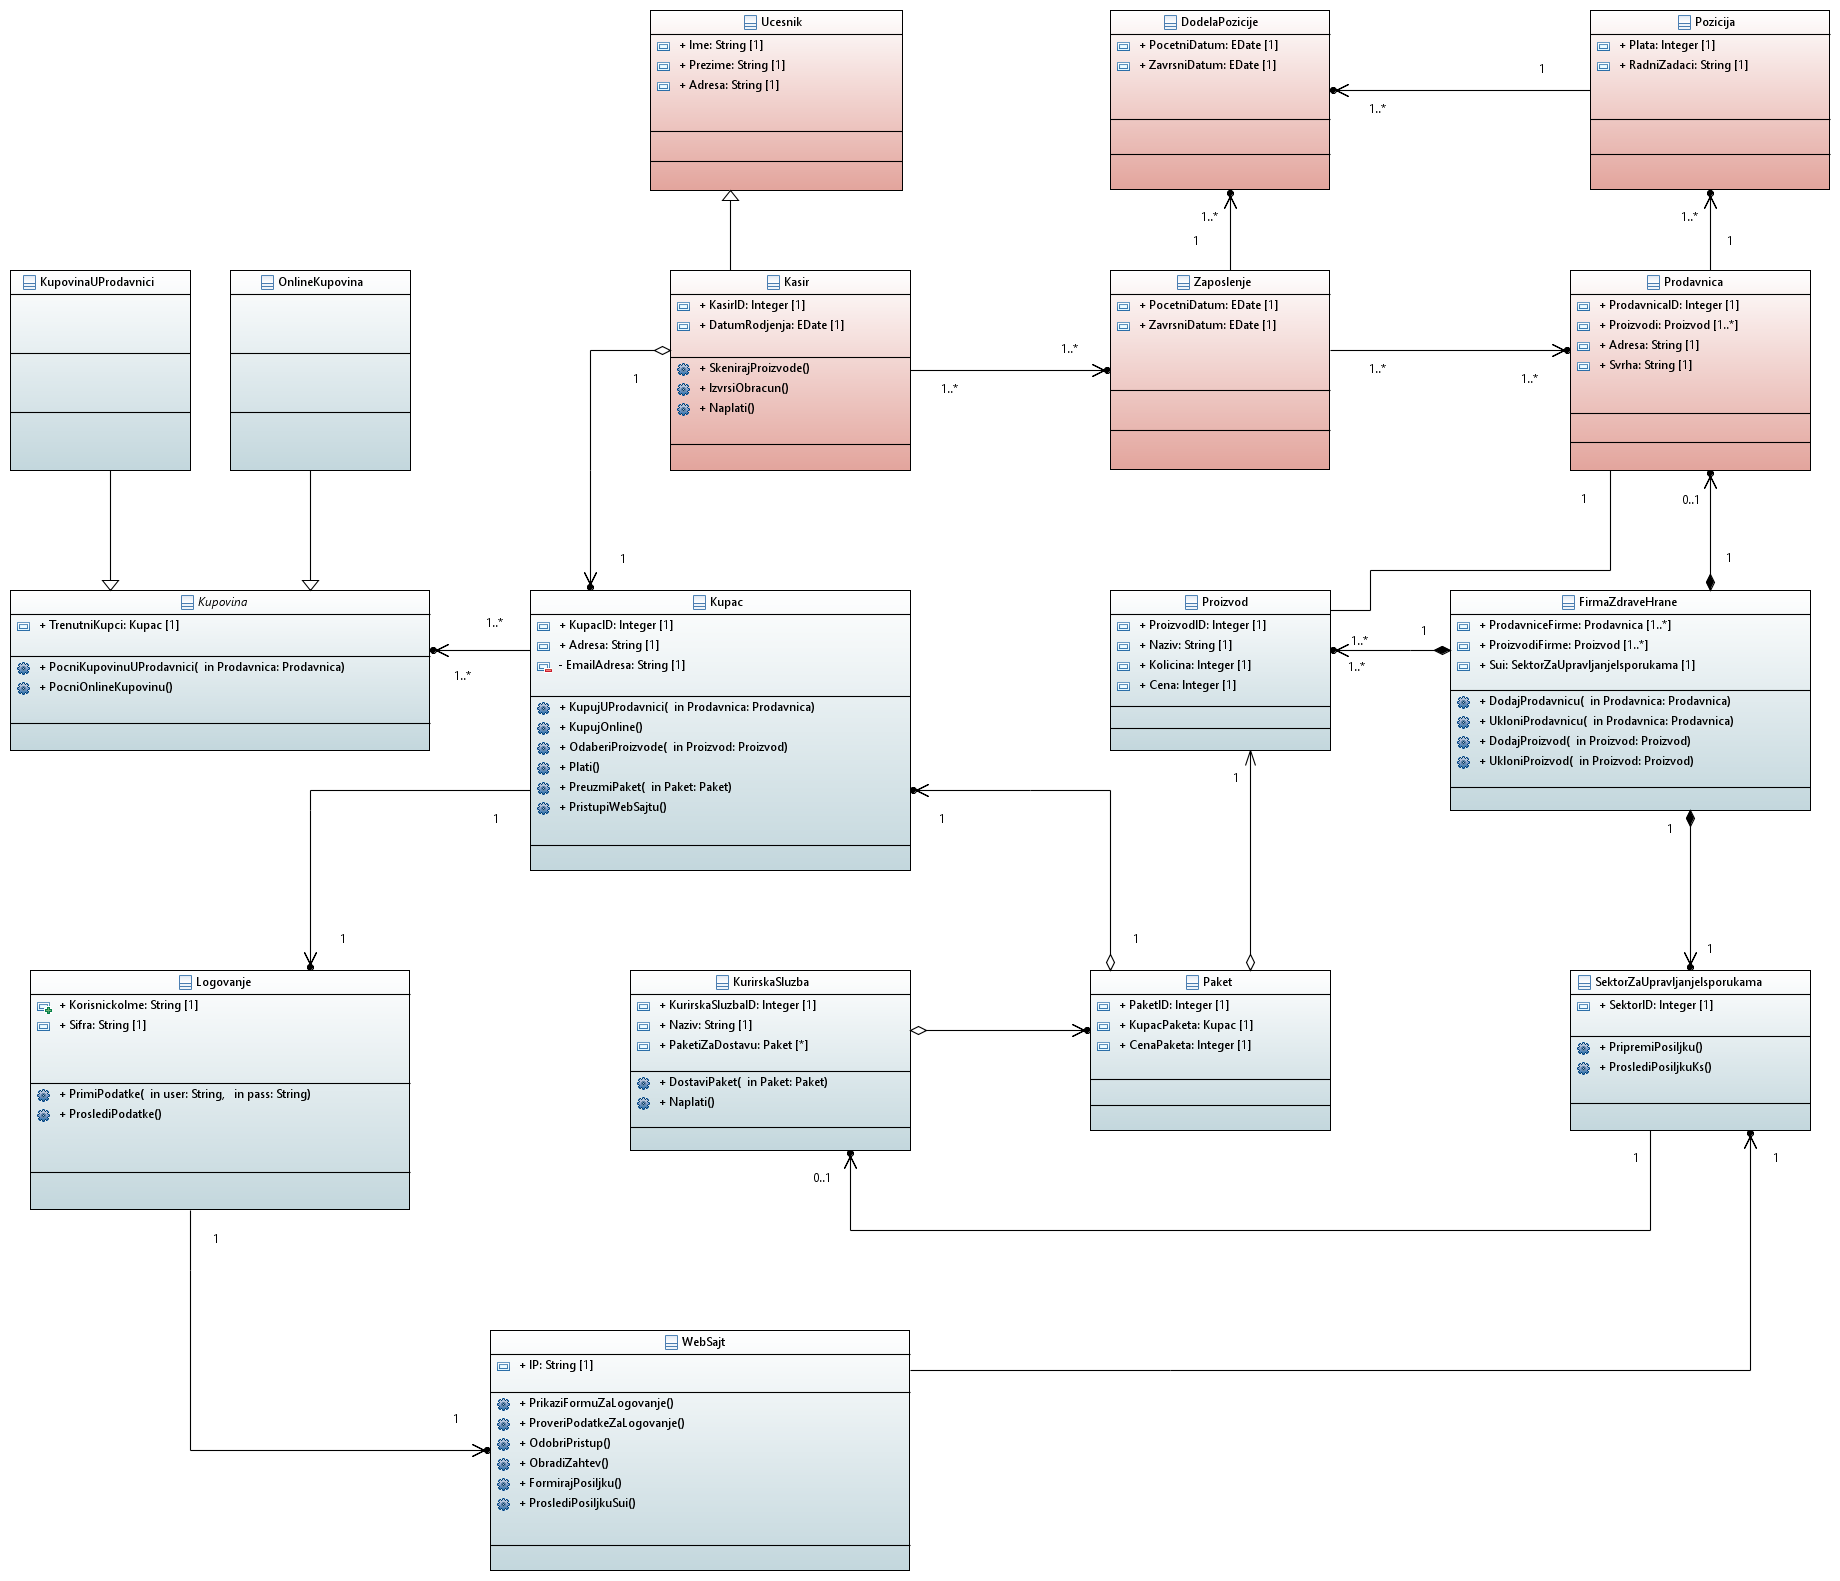 Ucesnik
+ Ime: String [1]
+ Prezime: String [1]
+ Adresa: String [1]
DodelaPozicije
+ PocetniDatum: EDate [1]
+ ZavrsniDatum: EDate [1]
Pozicija
+ Plata: Integer [1]
+ RadniZadaci: String [1]
1
1..*
1..*
1
1..*
1
KupovinaUProdavnici
OnlineKupovina
Kasir
+ KasirID: Integer [1]
+ DatumRodjenja: EDate [1]
+ SkenirajProizvode()
+ IzvrsiObracun()
+ Naplati()
Zaposlenje
+ PocetniDatum: EDate [1]
+ ZavrsniDatum: EDate [1]
Prodavnica
+ ProdavnicaID: Integer [1]
+ Proizvodi: Proizvod [1..*]
+ Adresa: String [1]
+ Svrha: String [1]
1..*
1..*
1..*
1..*
1
1
1
0..1
1
Kupovina
+ TrenutniKupci: Kupac [1]
+ PocniKupovinuUProdavnici(  in Prodavnica: Prodavnica)
+ PocniOnlineKupovinu()
1..*
1..*
Kupac
+ KupacID: Integer [1]
+ Adresa: String [1]
- EmailAdresa: String [1]
+ KupujUProdavnici(  in Prodavnica: Prodavnica)
+ KupujOnline()
+ OdaberiProizvode(  in Proizvod: Proizvod)
+ Plati()
+ PreuzmiPaket(  in Paket: Paket)
+ PristupiWebSajtu()
Proizvod
+ ProizvodID: Integer [1]
+ Naziv: String [1]
+ Kolicina: Integer [1]
+ Cena: Integer [1]
1..*
1
1..*
FirmaZdraveHrane
+ ProdavniceFirme: Prodavnica [1..*]
+ ProizvodiFirme: Proizvod [1..*]
+ Sui: SektorZaUpravljanjeIsporukama [1]
+ DodajProdavnicu(  in Prodavnica: Prodavnica)
+ UkloniProdavnicu(  in Prodavnica: Prodavnica)
+ DodajProizvod(  in Proizvod: Proizvod)
+ UkloniProizvod(  in Proizvod: Proizvod)
1
1
1
1
1
1
1
Logovanje
+ KorisnickoIme: String [1]
+ Sifra: String [1]
+ PrimiPodatke(  in user: String,   in pass: String)
+ ProslediPodatke()
KurirskaSluzba
+ KurirskaSluzbaID: Integer [1]
+ Naziv: String [1]
+ PaketiZaDostavu: Paket [*]
+ DostaviPaket(  in Paket: Paket)
+ Naplati()
Paket
+ PaketID: Integer [1]
+ KupacPaketa: Kupac [1]
+ CenaPaketa: Integer [1]
SektorZaUpravljanjeIsporukama
+ SektorID: Integer [1]
+ PripremiPosiljku()
+ ProslediPosiljkuKs()
0..1
1
1
1
1
WebSajt
+ IP: String [1]
+ PrikaziFormuZaLogovanje()
+ ProveriPodatkeZaLogovanje()
+ OdobriPristup()
+ ObradiZahtev()
+ FormirajPosiljku()
+ ProslediPosiljkuSui()